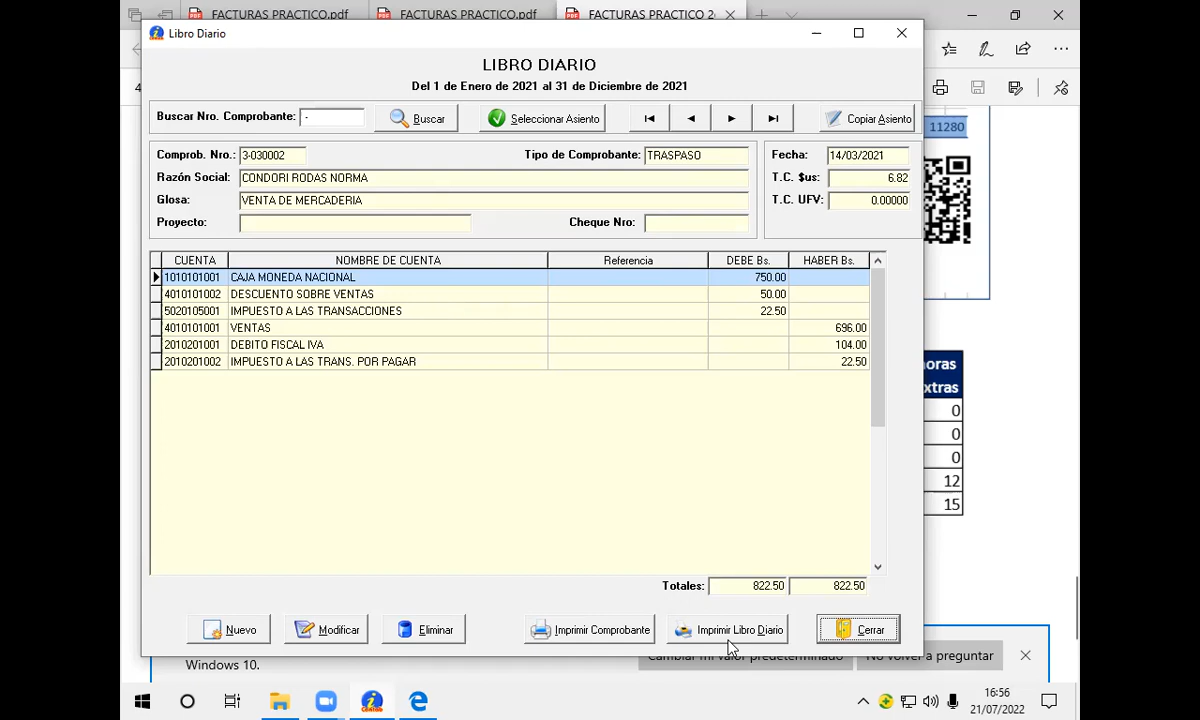 FACTURAS PRACTICO.pdf
FACTURAS PRACTICO.pdf
FACTURAS PRACTICO 2
Libro Diario
LIBRO DIARIO
Del 1 de Enero de 2021 al 31 de Diciembre de 2021
Buscar Nro. Comprobante: -
Buscar
Seleccionar Asiento
Copiar Asiento
Comprob. Nro.: 3-030002
Tipo de Comprobante: TRASPASO
Fecha: 14/03/2021
Razón Social: CONDORI RODAS NORMA
T.C. $us: 6.82
Glosa: VENTA DE MERCADERIA
T.C. UFV: 0.00000
Proyecto:
Cheque Nro:
CUENTA NOMBRE DE CUENTA Referencia DEBE Bs. HABER Bs.
1010101001 CAJA MONEDA NACIONAL 750.00
4010101002 DESCUENTO SOBRE VENTAS 50.00
5020105001 IMPUESTO A LAS TRANSACCIONES 22.50
4010101001 VENTAS 696.00
2010201001 DEBITO FISCAL IVA 104.00
2010201002 IMPUESTO A LAS TRANS. POR PAGAR 22.50
Totales: 822.50 822.50
Nuevo
Modificar
Eliminar
Imprimir Comprobante
Imprimir Libro Diario
Cerrar
11280
oras
xtras
0
0
0
12
15
Windows 10.
Cambiar mi valor predeterminado
No volver a preguntar
16:56
21/07/2022